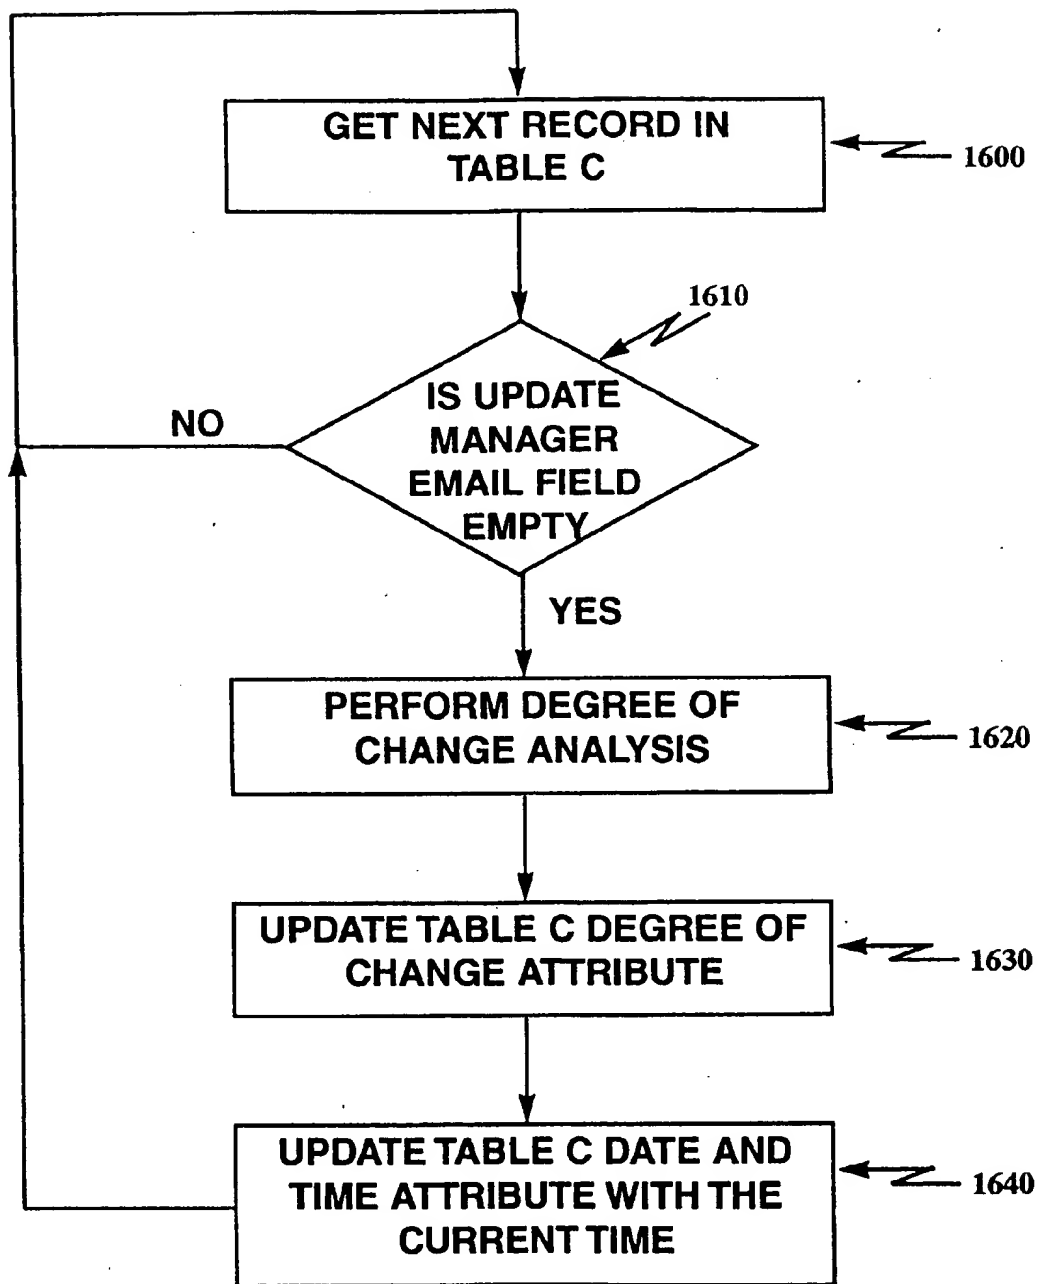 GET NEXT RECORD IN
TABLE C
1600
1610
IS UPDATE
MANAGER
EMAIL FIELD
EMPTY
NO
YES
PERFORM DEGREE OF
CHANGE ANALYSIS
1620
UPDATE TABLE C DEGREE OF
CHANGE ATTRIBUTE
1630
UPDATE TABLE C DATE AND
TIME ATTRIBUTE WITH THE
CURRENT TIME
1640